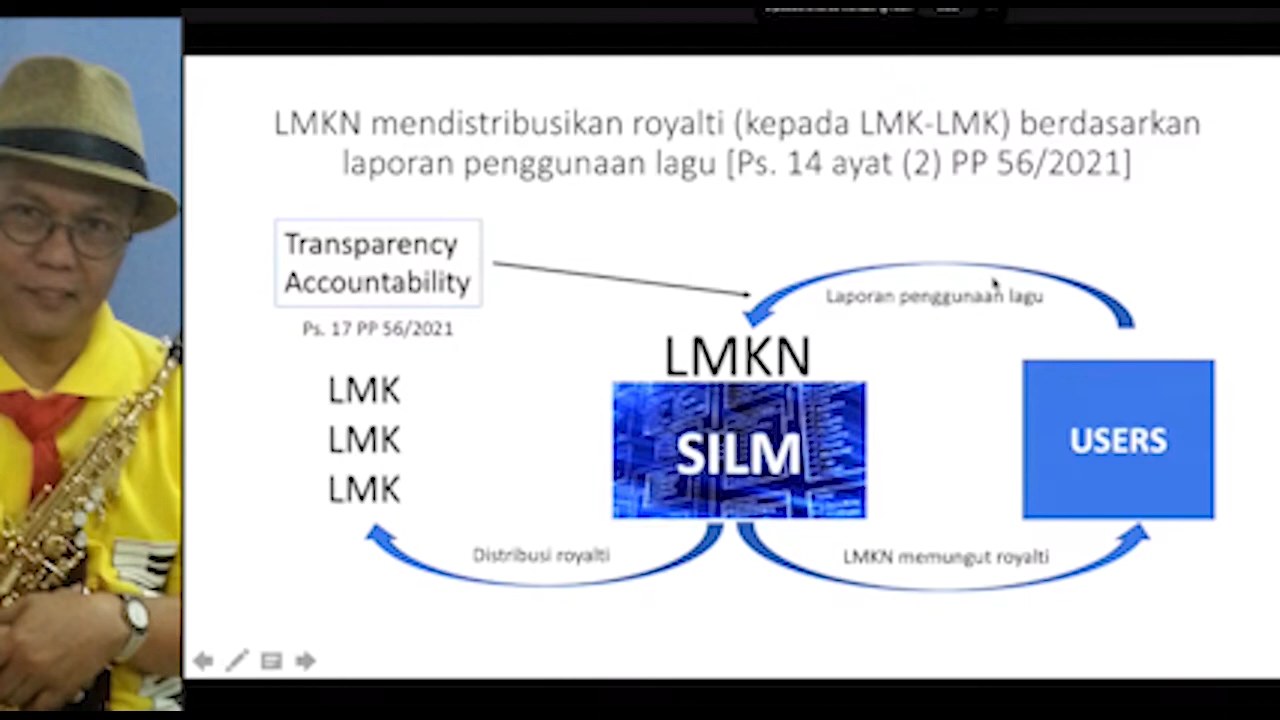 LMKN mendistribusikan royalti (kepada LMK-LMK) berdasarkan
laporan penggunaan lagu [Ps. 14 ayat (2) PP 56/2021]
Transparency
Accountability
Ps. 17 PP 56/2021
Laporan penggunaan lagu
LMKN
SILM
USERS
LMK
LMK
LMK
Distribusi royalti
LMKN memungut royalti